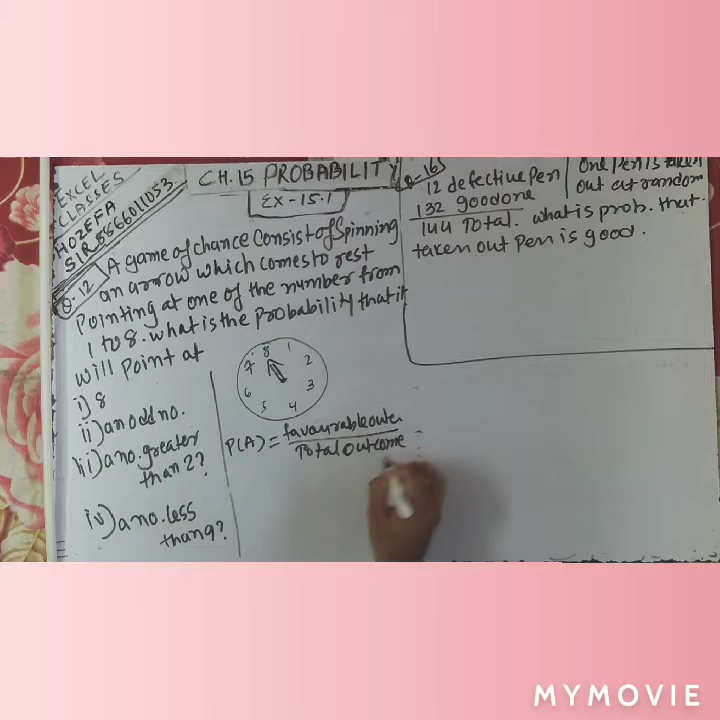 EXCEL
CLASSES
HOZEFA
SIR
CH.15 PROBABILITY
EX-15.1
Q.12
A game of chance consist of spinning
an arrow which comes to rest
pointing at one of the number from
1 to 8. what is the probability that it
will point at
i) 8
ii) an odd no.
iii) a no. greater
than 2?
iv) a no. less
than 9?
8 1
7 2
6 3
5 4
P(A) = favourable
Total outcome
Q-16
12 defective pen
132 good one
144 Total.
one pen is taken
out at random
what is prob. that
taken out pen is good.
MYMOVIE